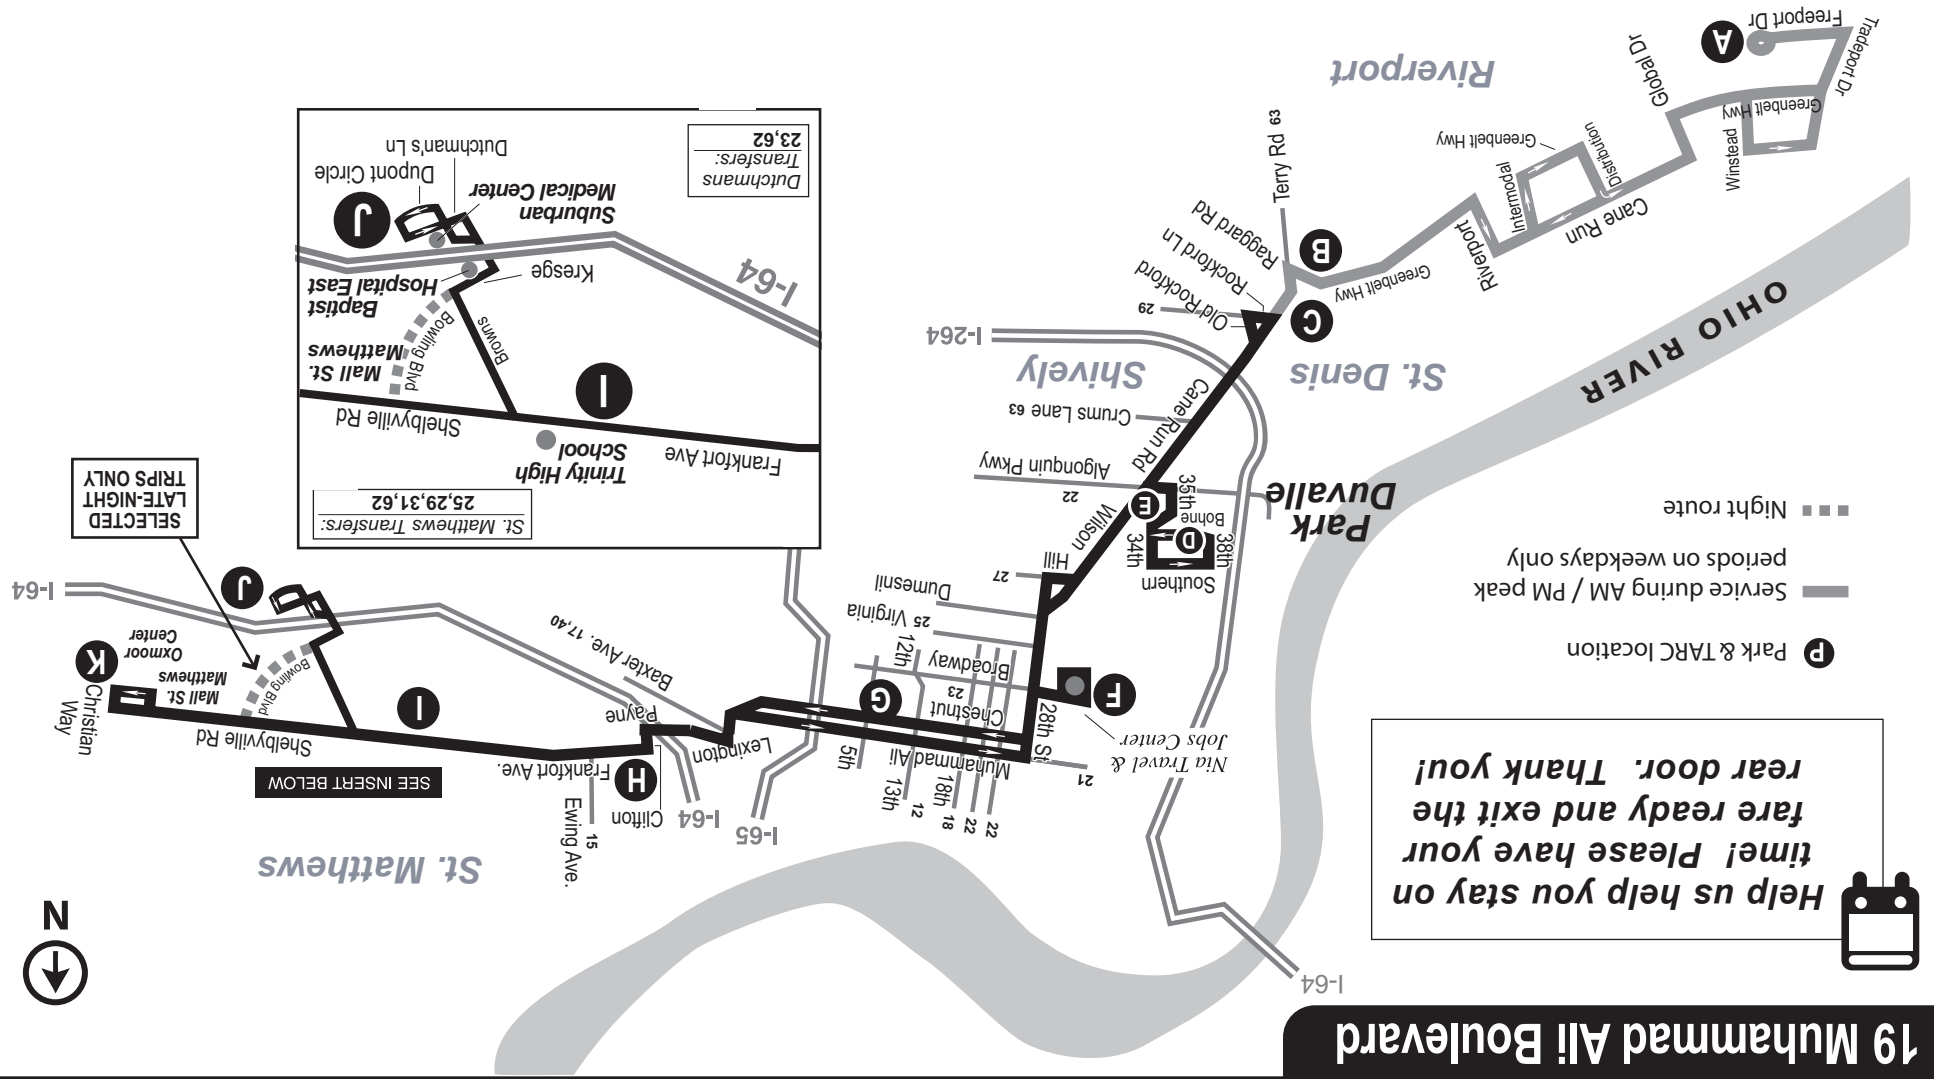 19 Muhammad Ali Boulevard
Help us help you stay on
time!  Please have your
fare ready and exit the
rear door.  Thank you!
P Park & TARC location
Service during AM / PM peak
periods on weekdays only
Night route
N
St. Matthews
SEE INSERT BELOW
SELECTED
LATE-NIGHT
TRIPS ONLY
I-64
I-65
I-64
I-64
I-264
OHIO RIVER
K
Christian
Way
Oxmoor
Center
Mall St.
Matthews
Bowling Blvd
Shelbyville Rd
I
J
Frankfort Ave.
15
Ewing Ave.
H
Clifton
Payne
Baxter Ave. 17,40
Lexington
5th
13th
12
12th
18th
18
22
22
21
Muhammad Ali
Chestnut
23
Broadway
G
28th St
F
Nia Travel &
Jobs Center
25 Virginia
Dumesnil
27
Hill
Wilson
Southern
34th
38th
D
Bohne
35th
E
Park
Duvalle
22
Algonquin Pkwy
Crums Lane 63
Cane Run Rd
Shively
St. Denis
29
Old Rockford
Rockford Ln
Raggard Rd
C
B
Terry Rd 63
Greenbelt Hwy
Riverport
Cane Run
Intermodal
Distribution
Greenbelt Hwy
Riverport
Global Dr
Winstead
Greenbelt Hwy
Tradeport Dr
Freeport Dr
A
St. Matthews Transfers:
25,29,31,62
Trinity High
School
Frankfort Ave
Shelbyville Rd
I
Mall St.
Matthews
Bowling Blvd
Browns
Baptist
Hospital East
Kresge
I-64
J
Suburban
Medical Center
Dupont Circle
Dutchman's Ln
Dutchmans
Transfers:
23,62